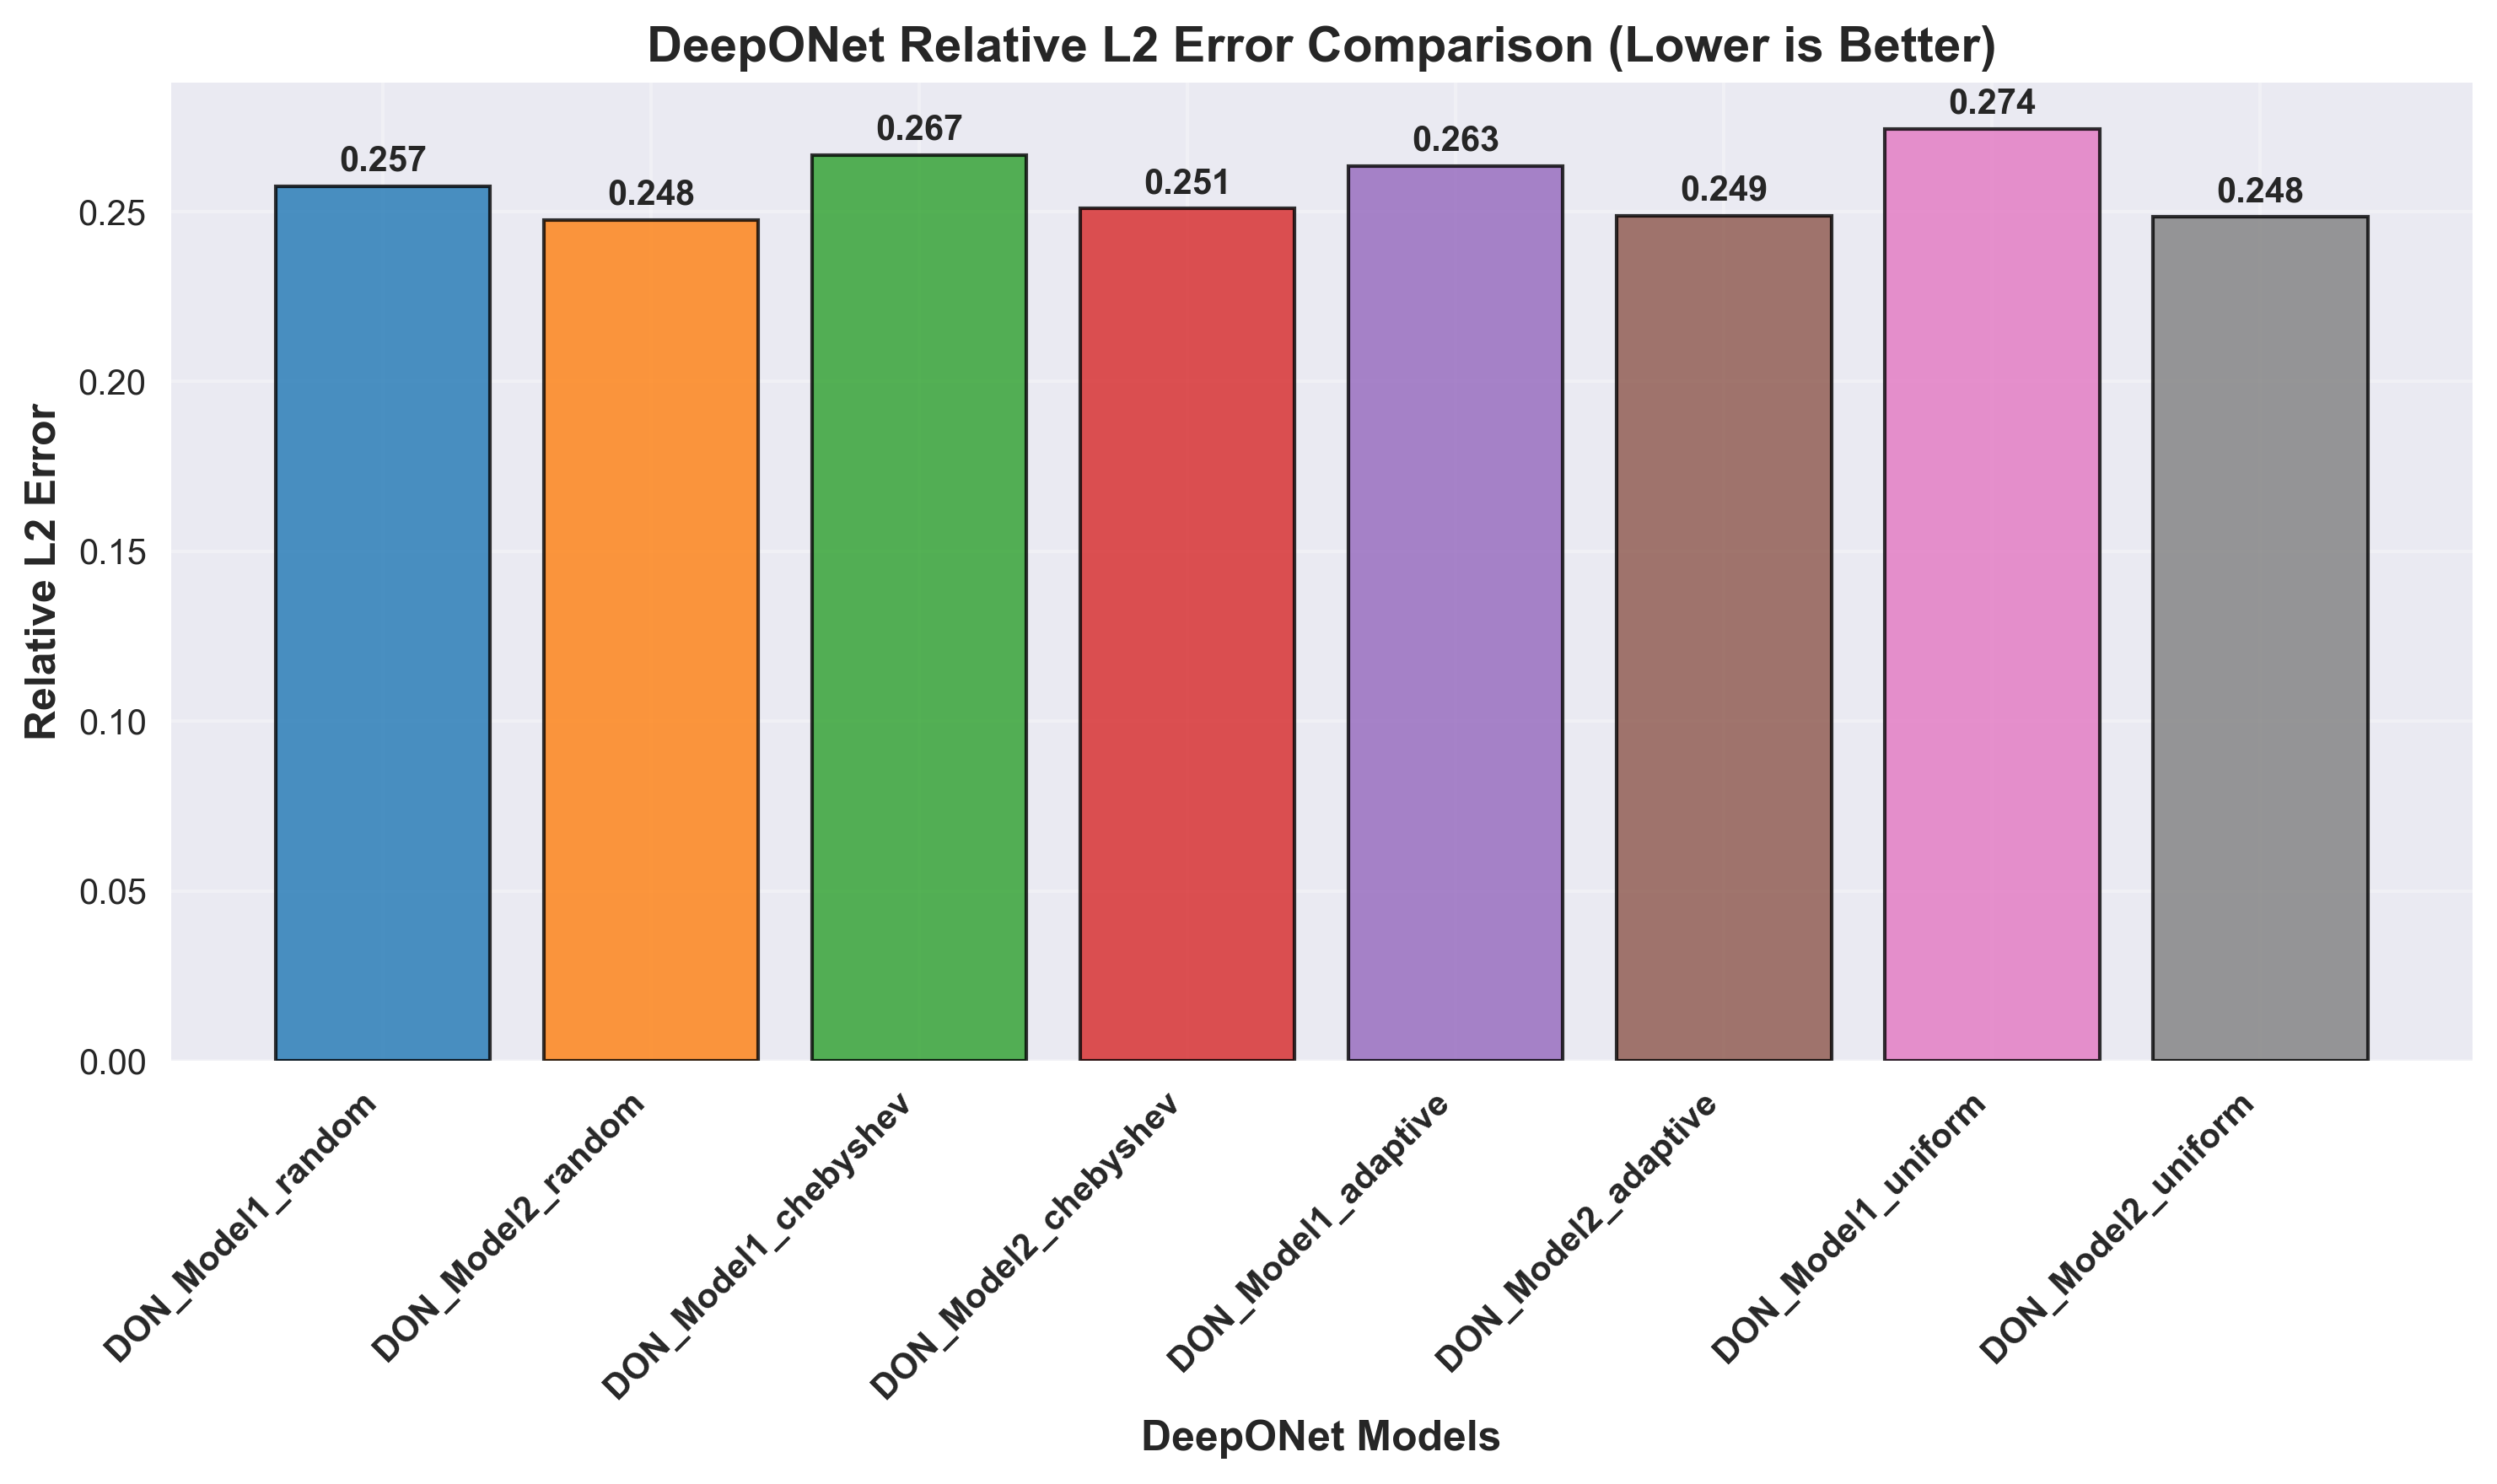 DeepONet Relative L2 Error Comparison (Lower is Better)
Relative L2 Error
0.25
0.20
0.15
0.10
0.05
0.00
0.257
0.248
0.267
0.251
0.263
0.249
0.274
0.248
DON_Model1_random
DON_Model2_random
DON_Model1_chebyshev
DON_Model2_chebyshev
DON_Model1_adaptive
DON_Model2_adaptive
DON_Model1_uniform
DON_Model2_uniform
DeepONet Models